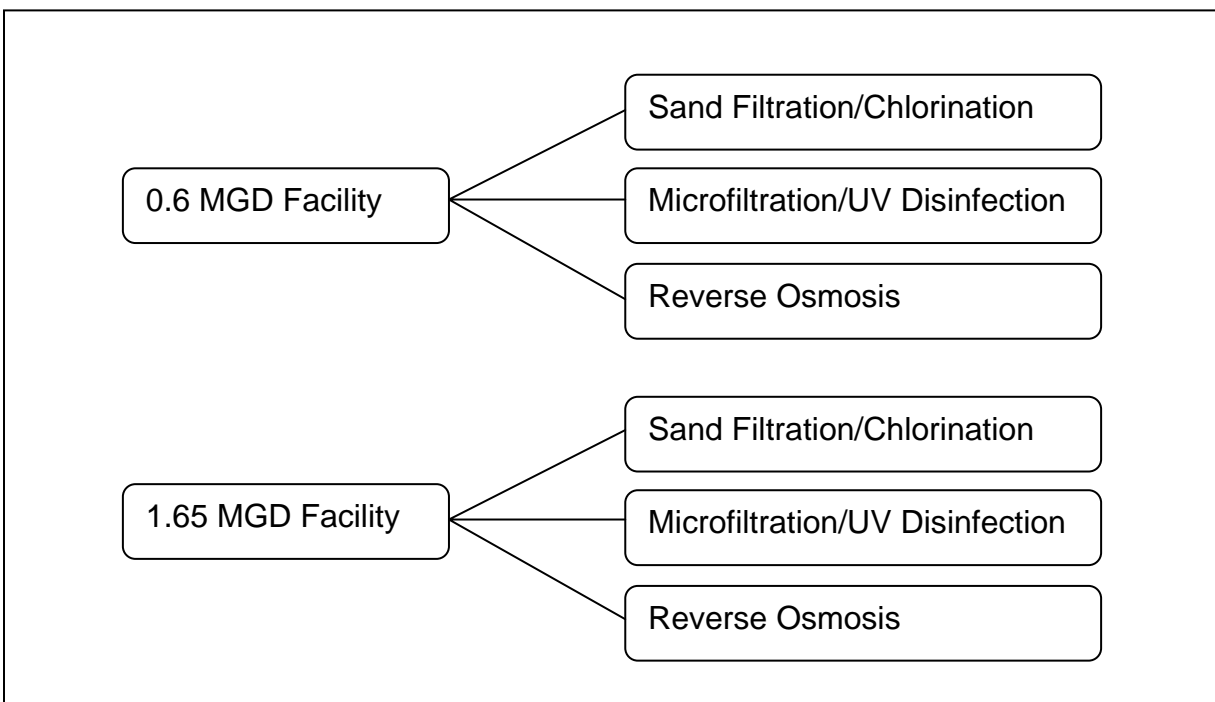 0.6 MGD Facility
Sand Filtration/Chlorination
Microfiltration/UV Disinfection
Reverse Osmosis
1.65 MGD Facility
Sand Filtration/Chlorination
Microfiltration/UV Disinfection
Reverse Osmosis